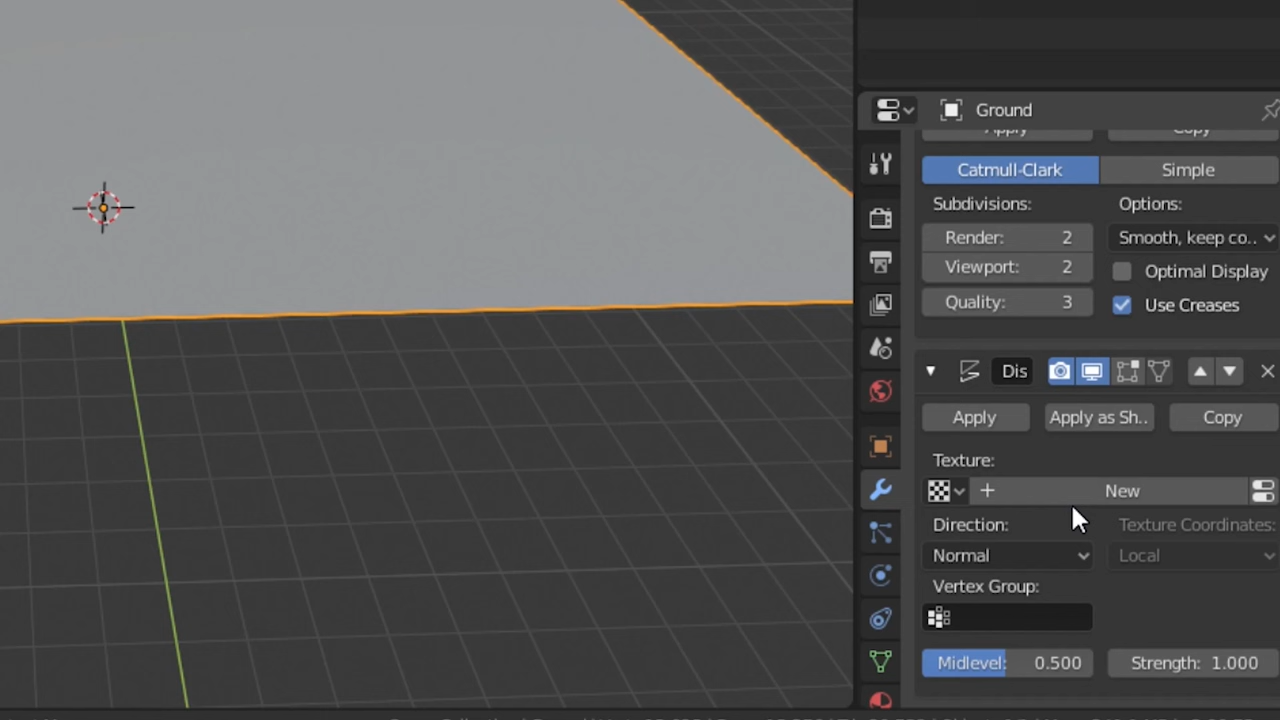 Ground
Apply Copy
Catmull-Clark Simple
Subdivisions: Options:
Render: 2 Smooth, keep co..
Viewport: 2 Optimal Display
Quality: 3 Use Creases
Dis
Apply Apply as Sh.. Copy
Texture:
+ New
Direction: Texture Coordinates:
Normal Local
Vertex Group:
Midlevel: 0.500 Strength: 1.000